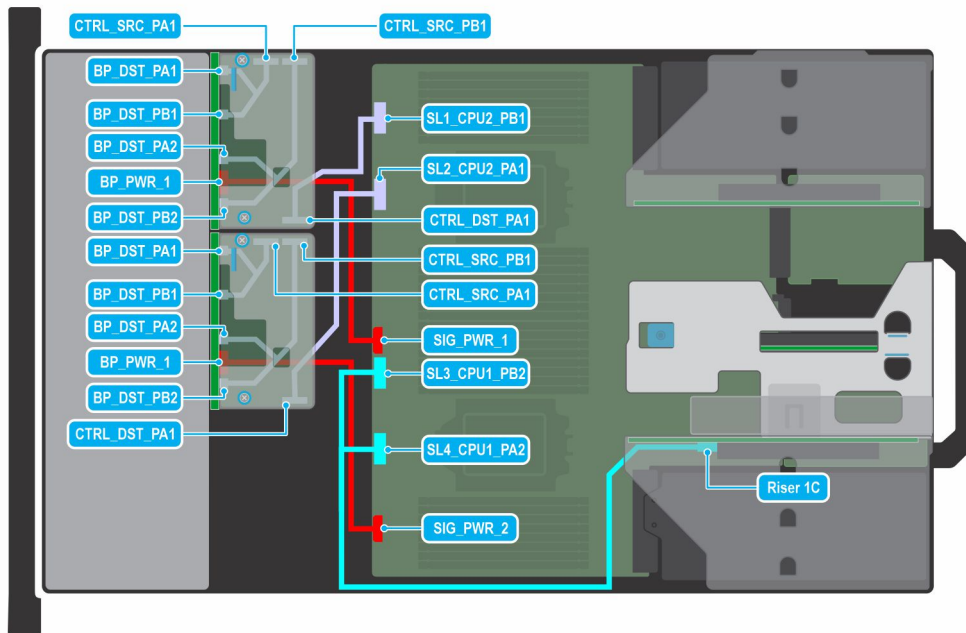 CTRL_SRC_PA1
CTRL_SRC_PB1
BP_DST_PA1
BP_DST_PB1
BP_DST_PA2
BP_PWR_1
BP_DST_PB2
BP_DST_PA1
BP_DST_PB1
BP_DST_PA2
BP_PWR_1
BP_DST_PB2
CTRL_DST_PA1
SL1_CPU2_PB1
SL2_CPU2_PA1
CTRL_DST_PA1
CTRL_SRC_PB1
CTRL_SRC_PA1
SIG_PWR_1
SL3_CPU1_PB2
SL4_CPU1_PA2
SIG_PWR_2
Riser 1C